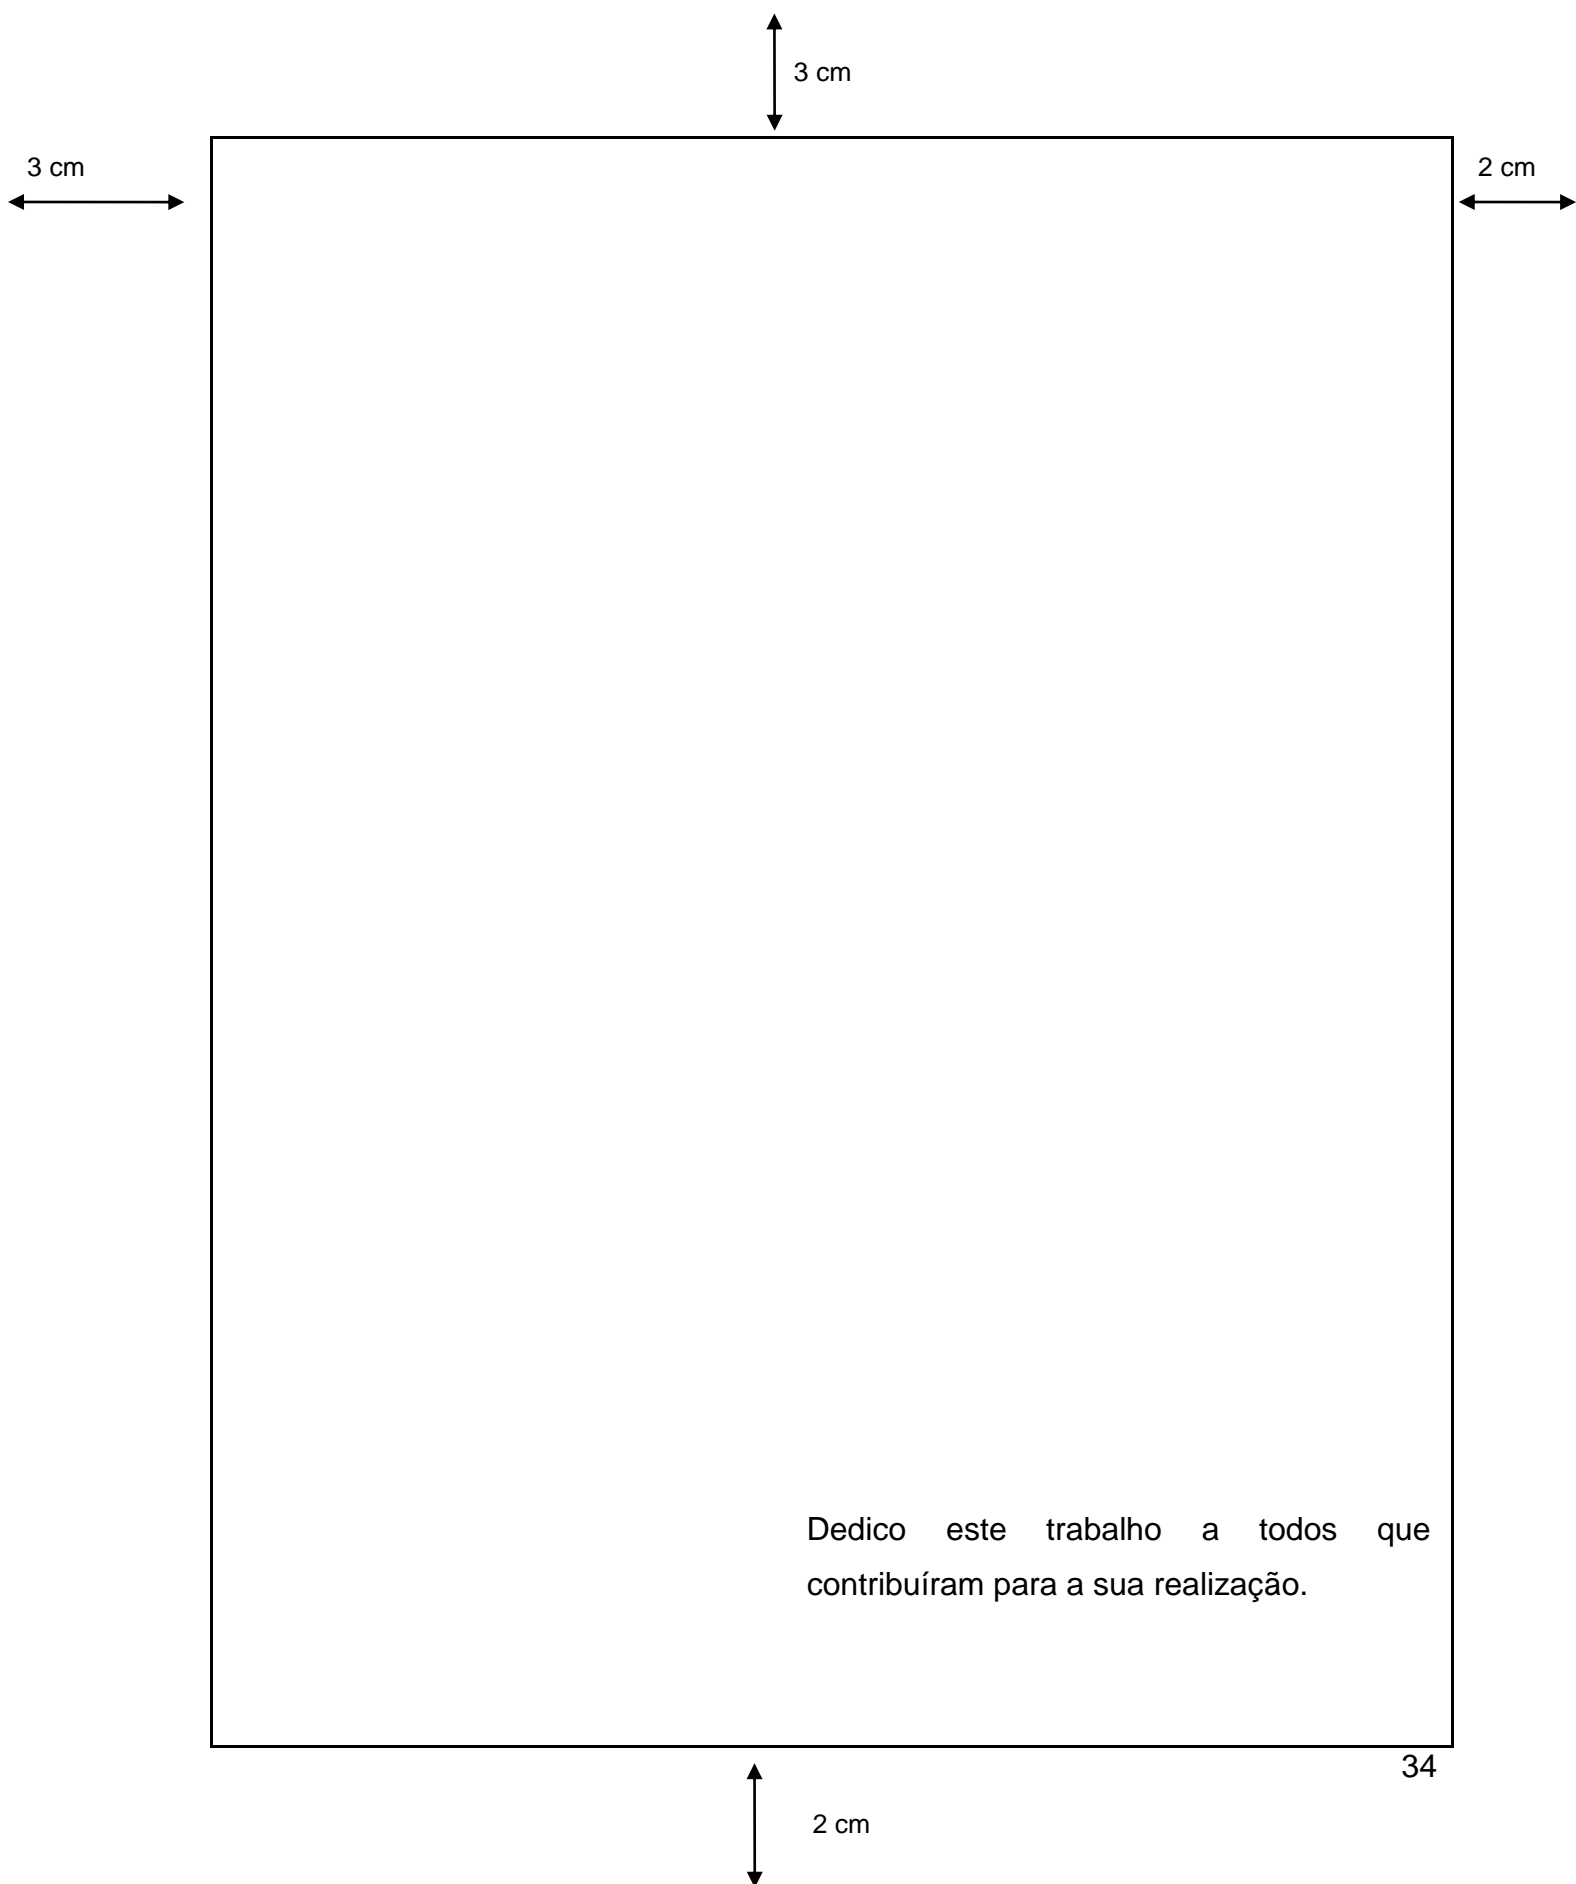 3 cm
3 cm
2 cm
Dedico este trabalho a todos que
contribuíram para a sua realização.
34
2 cm